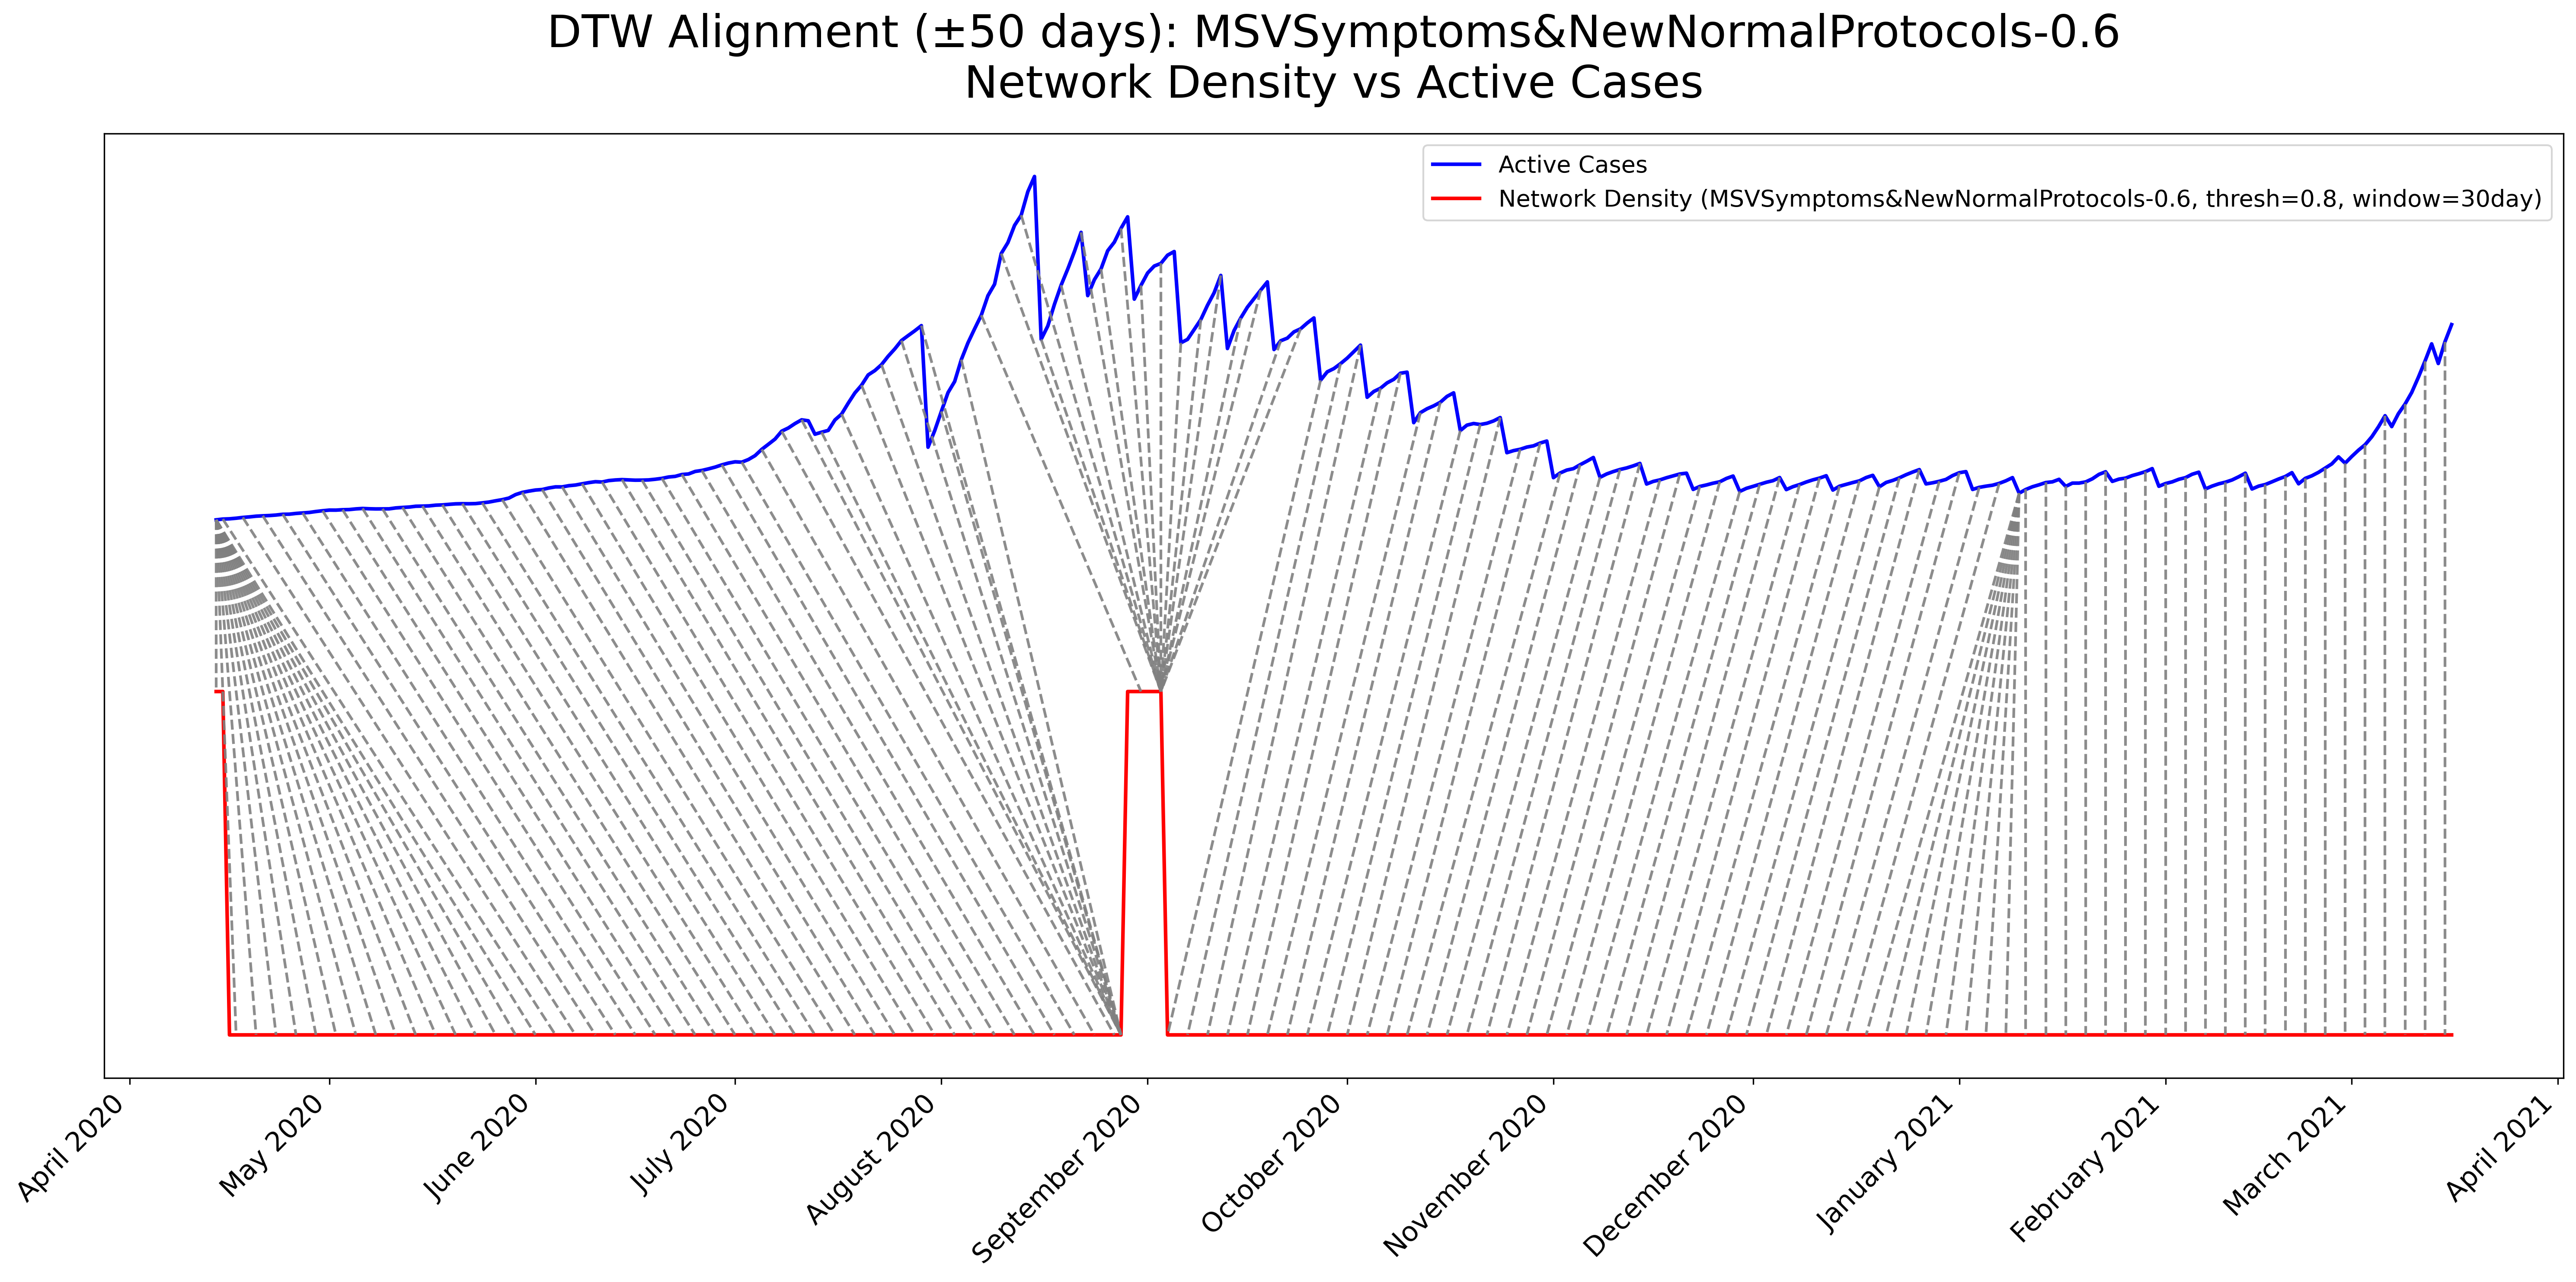 DTW Alignment (±50 days): MSVSymptoms&NewNormalProtocols-0.6
Network Density vs Active Cases
Active Cases
Network Density (MSVSymptoms&NewNormalProtocols-0.6, thresh=0.8, window=30day)
April 2020
May 2020
June 2020
July 2020
August 2020
September 2020
October 2020
November 2020
December 2020
January 2021
February 2021
March 2021
April 2021